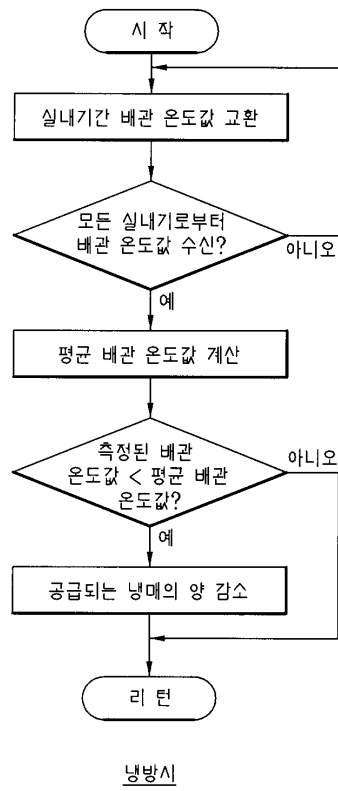 시 작
실내기간 배관 온도값 교환
모든 실내기로부터
배관 온도값 수신?
아니오
예
평균 배관 온도값 계산
측정된 배관
온도값 < 평균 배관
온도값?
아니오
예
공급되는 냉매의 양 감소
리 턴
냉방시